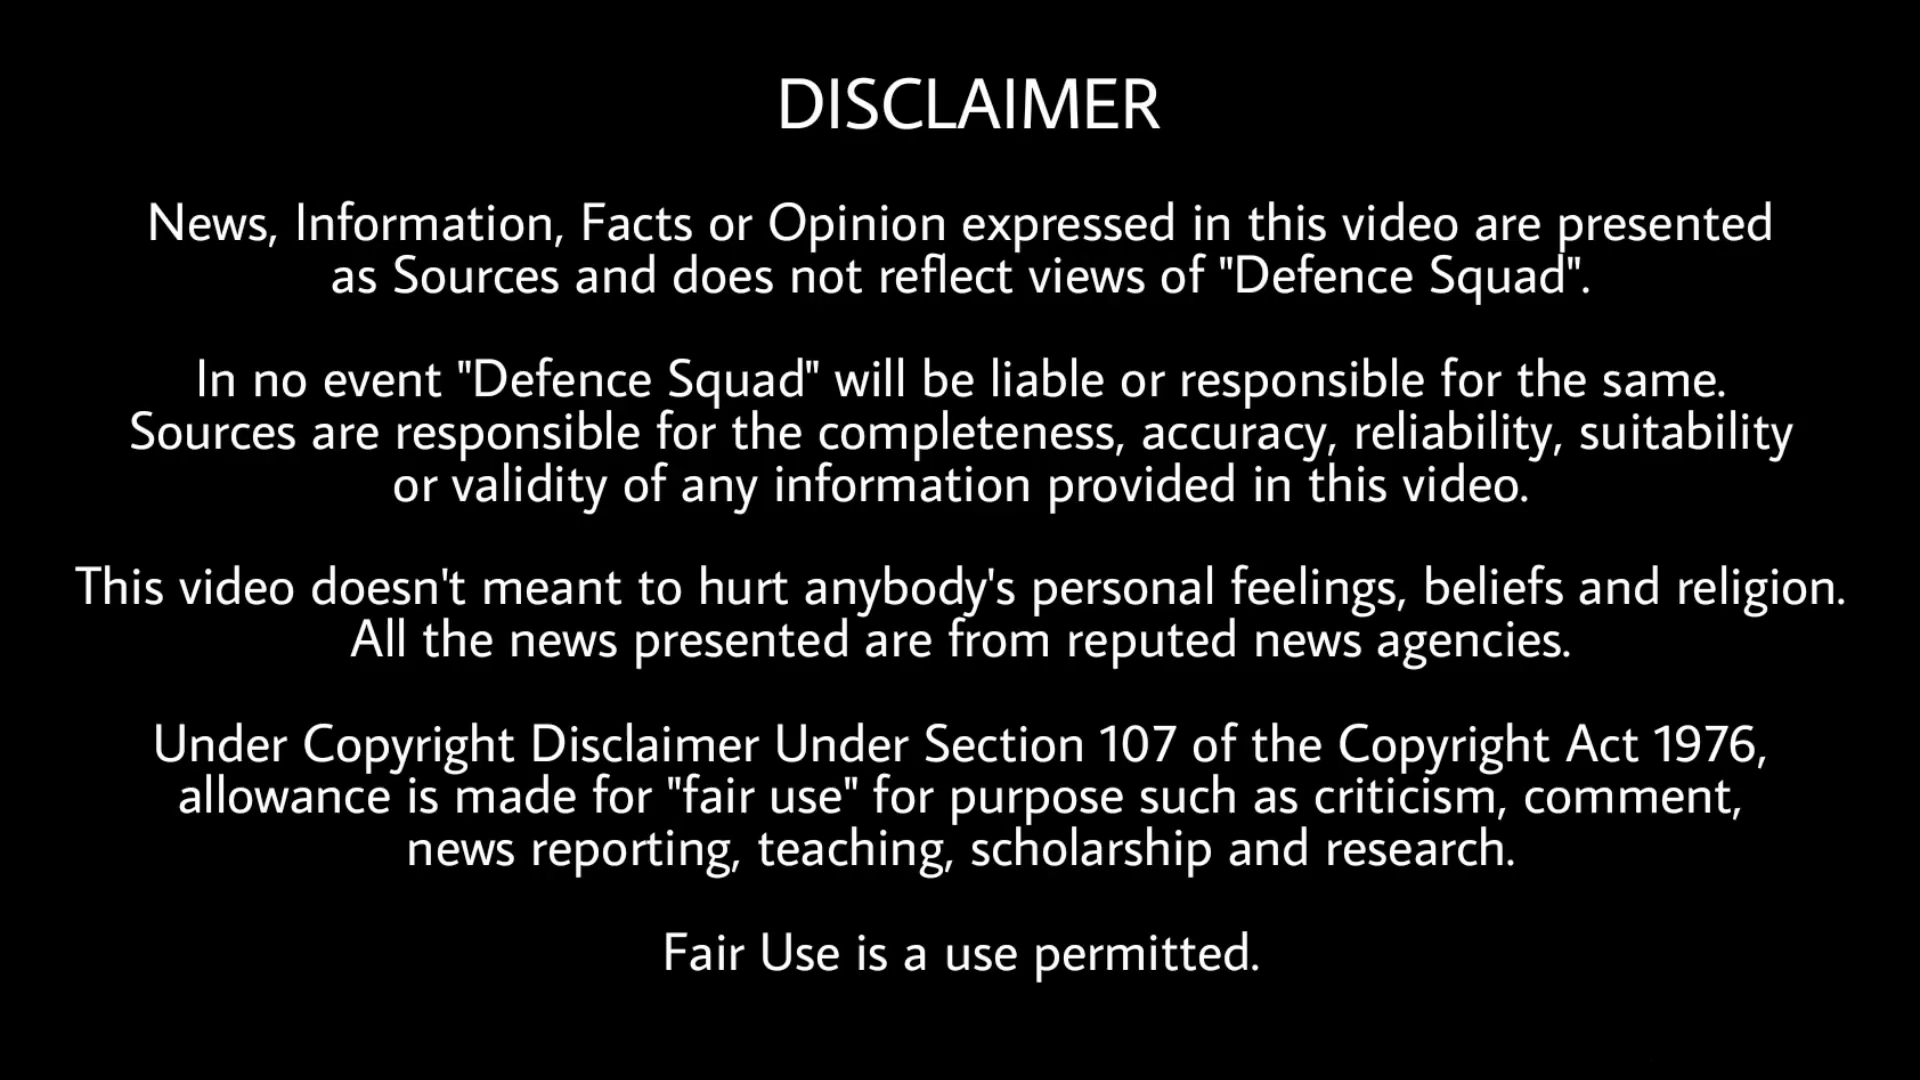 DISCLAIMER
News, Information, Facts or Opinion expressed in this video are presented
as Sources and does not reflect views of "Defence Squad".
In no event "Defence Squad" will be liable or responsible for the same.
Sources are responsible for the completeness, accuracy, reliability, suitability
or validity of any information provided in this video.
This video doesn't meant to hurt anybody's personal feelings, beliefs and religion.
All the news presented are from reputed news agencies.
Under Copyright Disclaimer Under Section 107 of the Copyright Act 1976,
allowance is made for "fair use" for purpose such as criticism, comment,
news reporting, teaching, scholarship and research.
Fair Use is a use permitted.